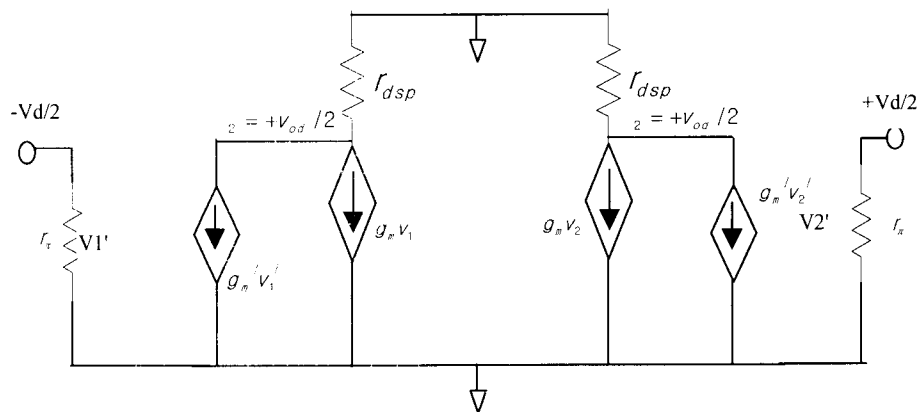 r_dsp
r_dsp
-Vd/2
+Vd/2
2 = +v_od /2
2 = +v_od /2
g_m v_1
g_m v_2
g_m' v_2'
V2'
V1'
g_m' v_1'
r_π